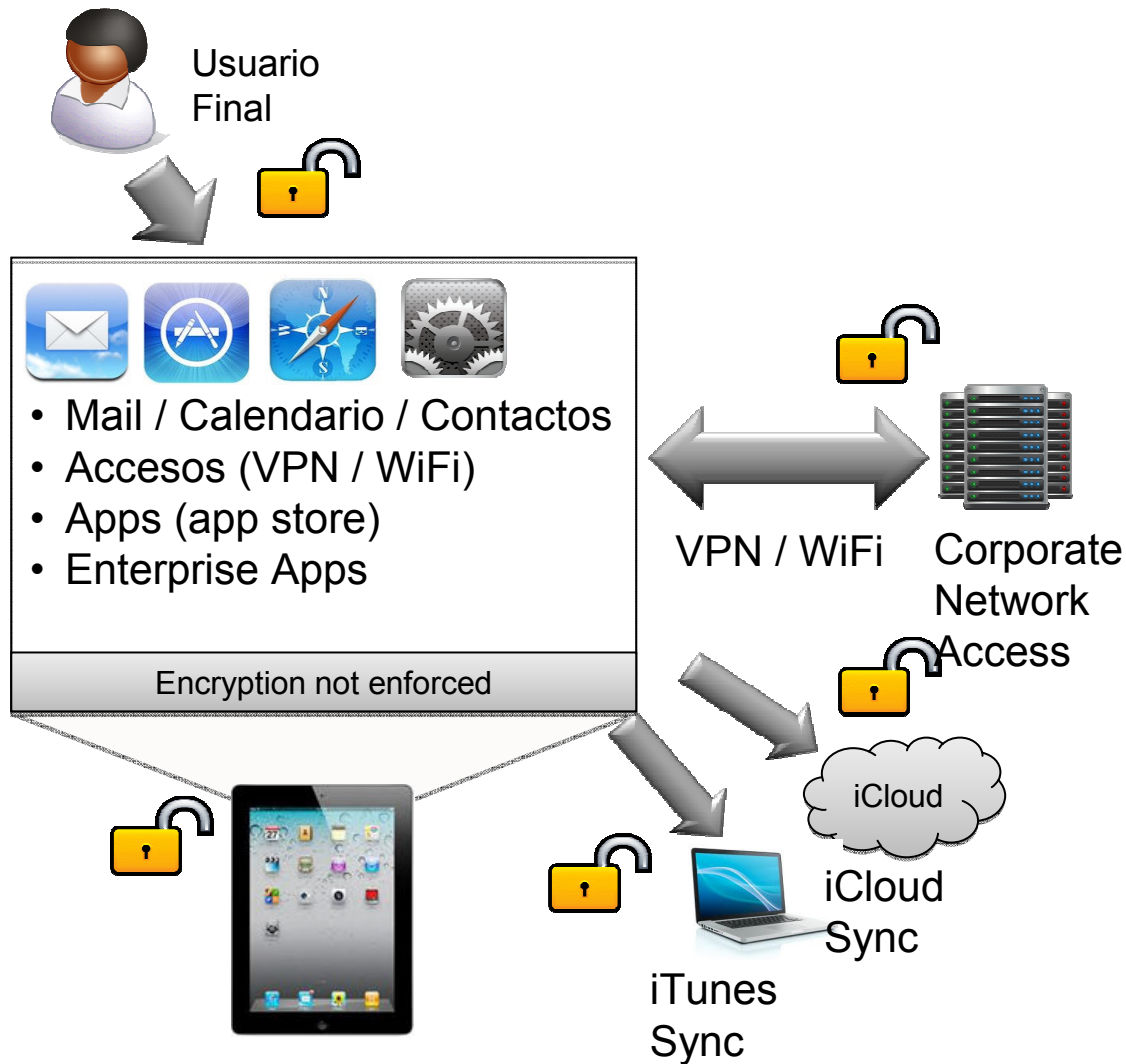 Usuario
Final
• Mail / Calendario / Contactos
• Accesos (VPN / WiFi)
• Apps (app store)
• Enterprise Apps
Encryption not enforced
VPN / WiFi
Corporate
Network
Access
iCloud
iCloud
Sync
iTunes
Sync